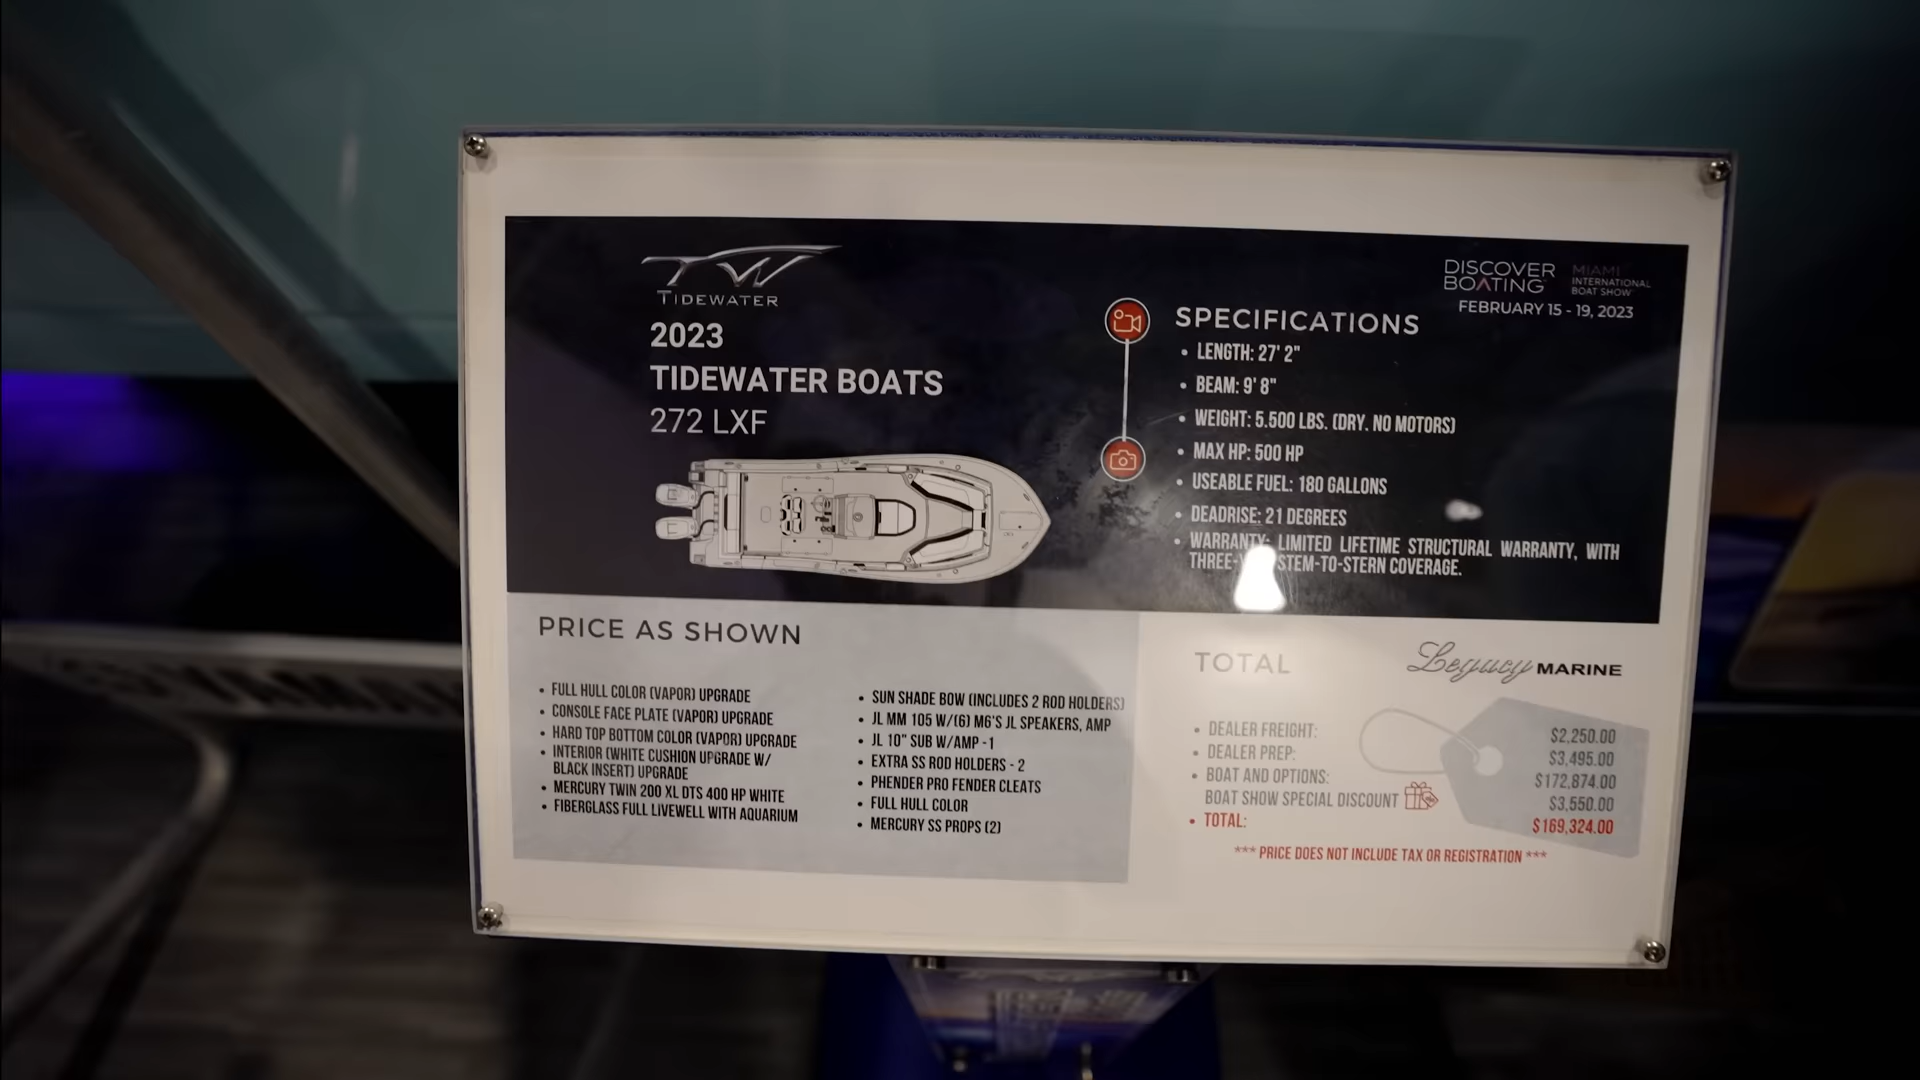 TW
TIDEWATER
2023
TIDEWATER BOATS
272 LXF
DISCOVER
BOATING
MIAMI
INTERNATIONAL
BOAT SHOW
FEBRUARY 15 - 19, 2023
SPECIFICATIONS
• LENGTH: 27' 2"
• BEAM: 9' 8"
• WEIGHT: 5.500 LBS. (DRY. NO MOTORS)
• MAX HP: 500 HP
• USEABLE FUEL: 180 GALLONS
• DEADRISE: 21 DEGREES
• WARRANTY: LIMITED LIFETIME STRUCTURAL WARRANTY, WITH
THREE- STEM-TO-STERN COVERAGE.
PRICE AS SHOWN
• FULL HULL COLOR (VAPOR) UPGRADE
• CONSOLE FACE PLATE (VAPOR) UPGRADE
• HARD TOP BOTTOM COLOR (VAPOR) UPGRADE
• INTERIOR (WHITE CUSHION UPGRADE W/
BLACK INSERT) UPGRADE
• MERCURY TWIN 200 XL DTS 400 HP WHITE
• FIBERGLASS FULL LIVEWELL WITH AQUARIUM
• SUN SHADE BOW (INCLUDES 2 ROD HOLDERS)
• JL MM 105 W/(6) M6'S JL SPEAKERS, AMP
• JL 10" SUB W/AMP -1
• EXTRA SS ROD HOLDERS - 2
• PHENDER PRO FENDER CLEATS
• FULL HULL COLOR
• MERCURY SS PROPS (2)
TOTAL
Legacy MARINE
• DEALER FREIGHT: $2,250.00
• DEALER PREP: $3,495.00
• BOAT AND OPTIONS: $172,874.00
BOAT SHOW SPECIAL DISCOUNT $3,550.00
• TOTAL: $169,324.00
*** PRICE DOES NOT INCLUDE TAX OR REGISTRATION ***